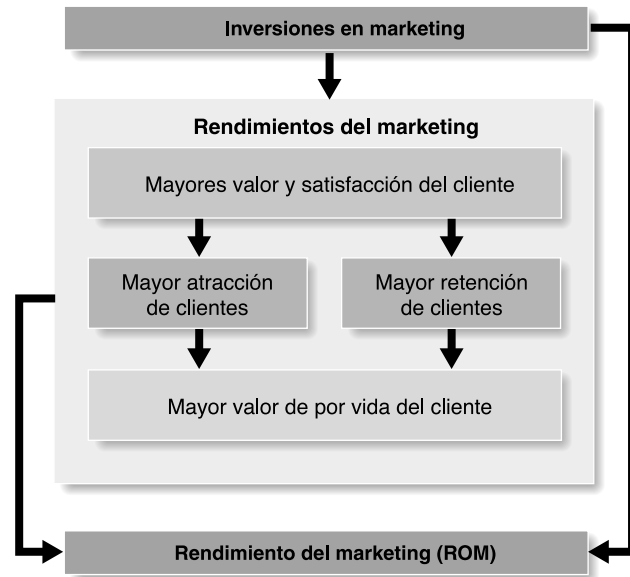 Inversiones en marketing
Rendimientos del marketing
Mayores valor y satisfacción del cliente
Mayor atracción
de clientes
Mayor retención
de clientes
Mayor valor de por vida del cliente
Rendimiento del marketing (ROM)